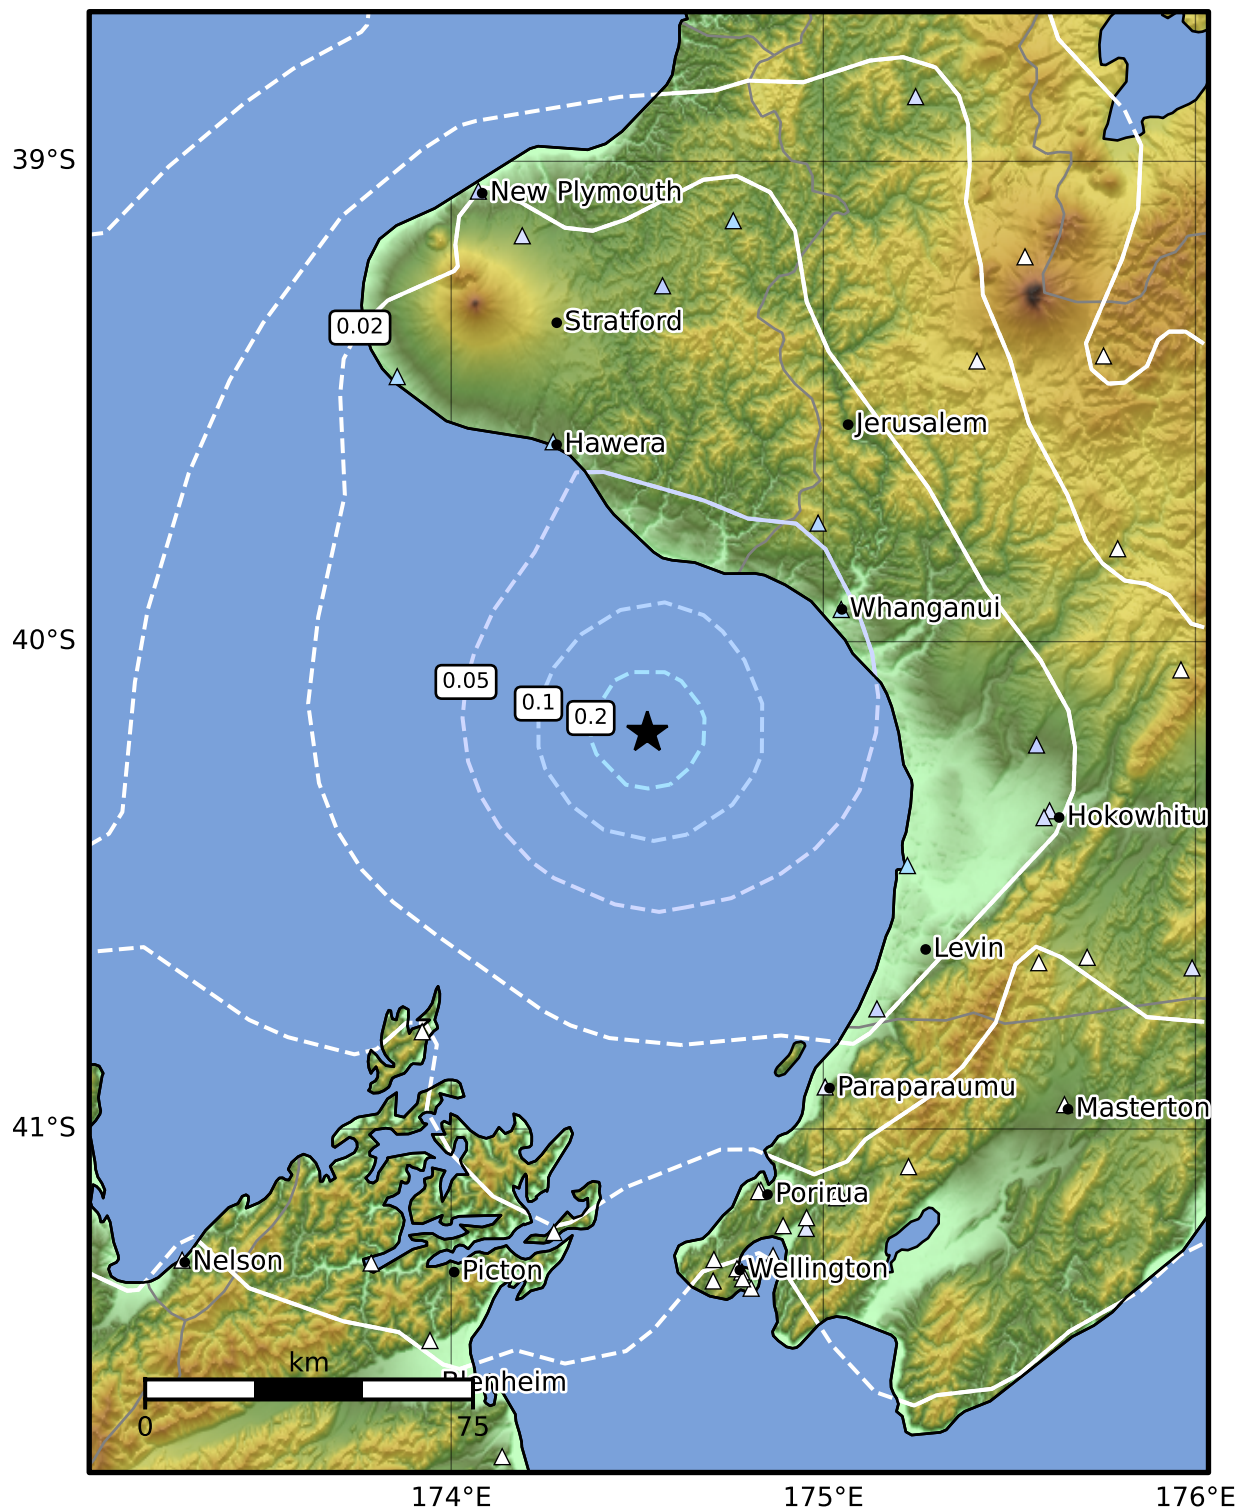 39°S
New Plymouth
0.02
Stratford
Jerusalem
Hawera
Whanganui
40°S
0.05
0.1
0.2
Hokowhitu
Levin
Paraparaumu
Masterton
41°S
Porirua
Nelson
Picton
Wellington
km
Blenheim
0
75
174°E
175°E
176°E